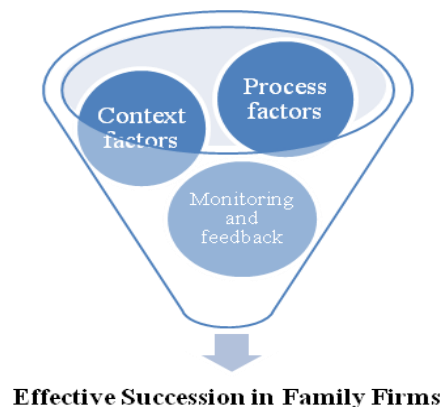 Context
factors
Process
factors
Monitoring
and
feedback
Effective Succession in Family Firms